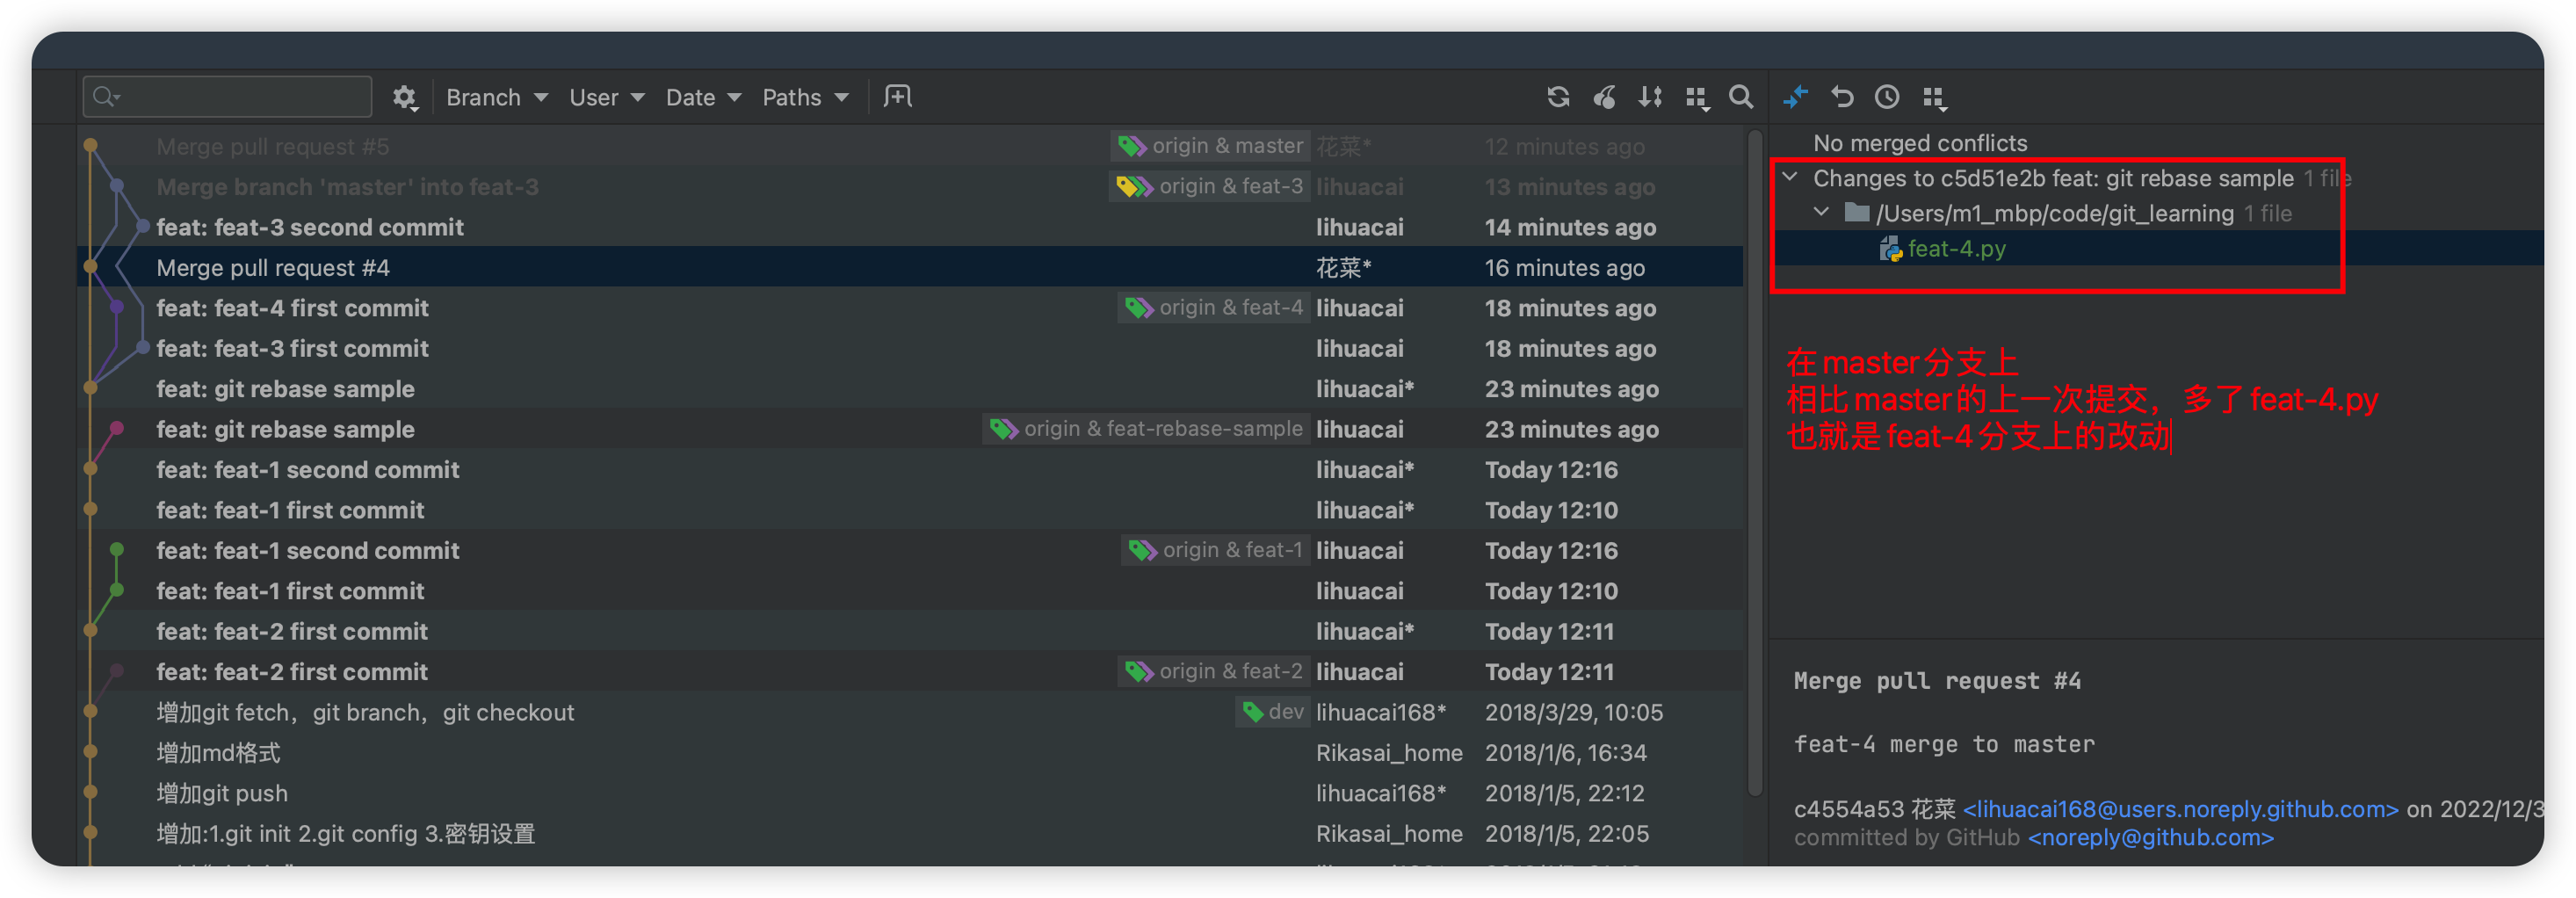 Branch User Date Paths
Merge pull request #5 origin & master 花菜* 12 minutes ago
Merge branch 'master' into feat-3 origin & feat-3 lihuacai 13 minutes ago
feat: feat-3 second commit lihuacai 14 minutes ago
Merge pull request #4 花菜* 16 minutes ago
feat: feat-4 first commit origin & feat-4 lihuacai 18 minutes ago
feat: feat-3 first commit lihuacai 18 minutes ago
feat: git rebase sample lihuacai* 23 minutes ago
feat: git rebase sample origin & feat-rebase-sample lihuacai 23 minutes ago
feat: feat-1 second commit lihuacai* Today 12:16
feat: feat-1 first commit lihuacai* Today 12:10
feat: feat-1 second commit origin & feat-1 lihuacai Today 12:16
feat: feat-1 first commit lihuacai Today 12:10
feat: feat-2 first commit lihuacai* Today 12:11
feat: feat-2 first commit origin & feat-2 lihuacai Today 12:11
增加git fetch，git branch，git checkout dev lihuacai168* 2018/3/29, 10:05
增加md格式 Rikasai_home 2018/1/6, 16:34
增加git push lihuacai168* 2018/1/5, 22:12
增加:1.git init 2.git config 3.密钥设置 Rikasai_home 2018/1/5, 22:05
No merged conflicts
Changes to c5d51e2b feat: git rebase sample 1 file
/Users/m1_mbp/code/git_learning 1 file
feat-4.py
在master分支上
相比master的上一次提交，多了feat-4.py
也就是feat-4分支上的改动
Merge pull request #4
feat-4 merge to master
c4554a53 花菜 <lihuacai168@users.noreply.github.com> on 2022/12/3
committed by GitHub <noreply@github.com>